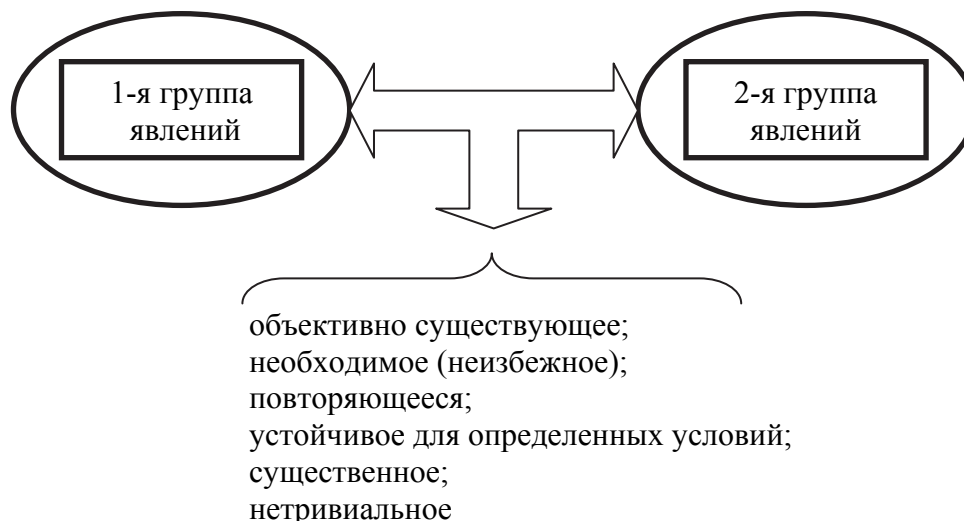 1-я группа
явлений
2-я группа
явлений
объективно существующее;
необходимое (неизбежное);
повторяющееся;
устойчивое для определенных условий;
существенное;
нетривиальное